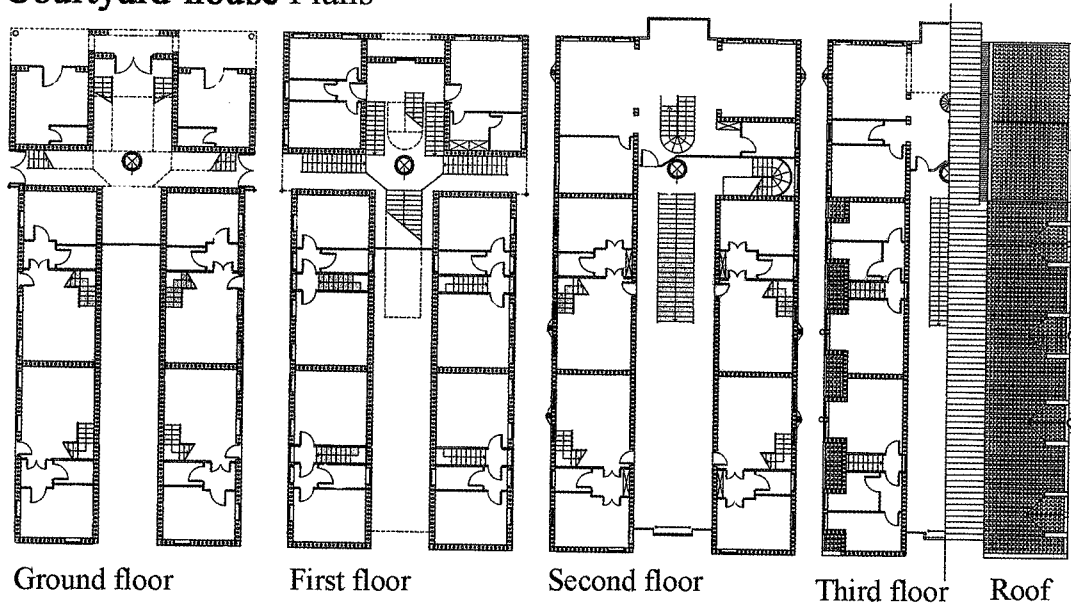 Courtyard house Plans
Ground floor
First floor
Second floor
Third floor
Roof